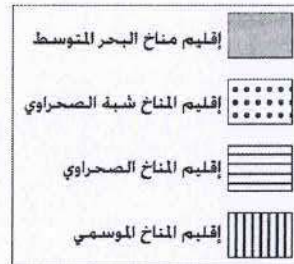 إقليم مناخ البحر المتوسط
إقليم المناخ شبة الصحراوي
إقليم المناخ الصحراوي
إقليم المناخ الموسمي